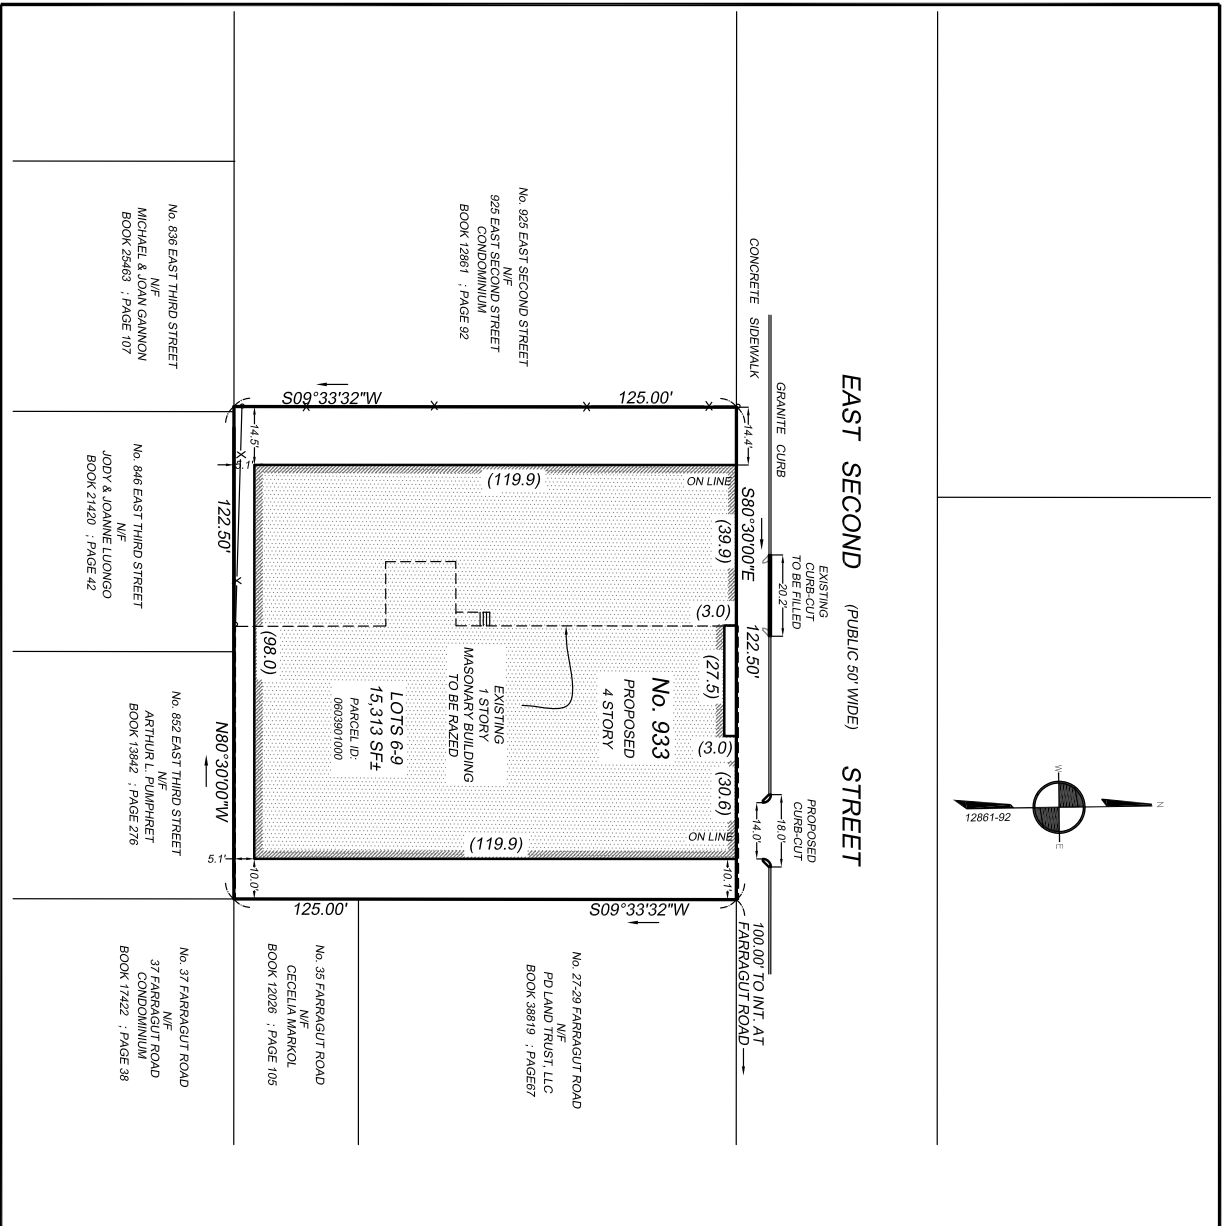 EAST SECOND (PUBLIC 50' WIDE) STREET
N
W
E
12861-92
CONCRETE SIDEWALK
GRANITE CURB
EXISTING
CURB-CUT
TO BE FILLED
20.2'
PROPOSED
CURB-CUT
18.0'
14.0'
100.00' TO INT. AT
FARRAGUT ROAD
S80°30'00"E
122.50'
14.4'
ON LINE
(39.9)
(3.0)
(27.5)
(3.0)
(30.6)
ON LINE
10.1'
No. 925 EAST SECOND STREET
N/F
925 EAST SECOND STREET
CONDOMINIUM
BOOK 12861 ; PAGE 92
S09°33'32"W
125.00'
(119.9)
No. 933
PROPOSED
4 STORY
EXISTING
1 STORY
MASONARY BUILDING
TO BE RAZED
LOTS 6-9
15,313 SF±
PARCEL ID:
0603901000
(119.9)
S09°33'32"W
125.00'
No. 27-29 FARRAGUT ROAD
N/F
PD LAND TRUST, LLC
BOOK 38819 ; PAGE67
No. 35 FARRAGUT ROAD
N/F
CECELIA MARKOL
BOOK 12026 ; PAGE 105
14.5'
5.1'
(98.0)
10.0'
5.1'
122.50'
N80°30'00"W
No. 836 EAST THIRD STREET
N/F
MICHAEL & JOAN GANNON
BOOK 25463 ; PAGE 107
No. 846 EAST THIRD STREET
N/F
JODY & JOANNE LUONGO
BOOK 21420 ; PAGE 42
No. 852 EAST THIRD STREET
N/F
ARTHUR L. PUMPHRET
BOOK 13842 ; PAGE 276
No. 37 FARRAGUT ROAD
N/F
37 FARRAGUT ROAD
CONDOMINIUM
BOOK 17422 ; PAGE 38